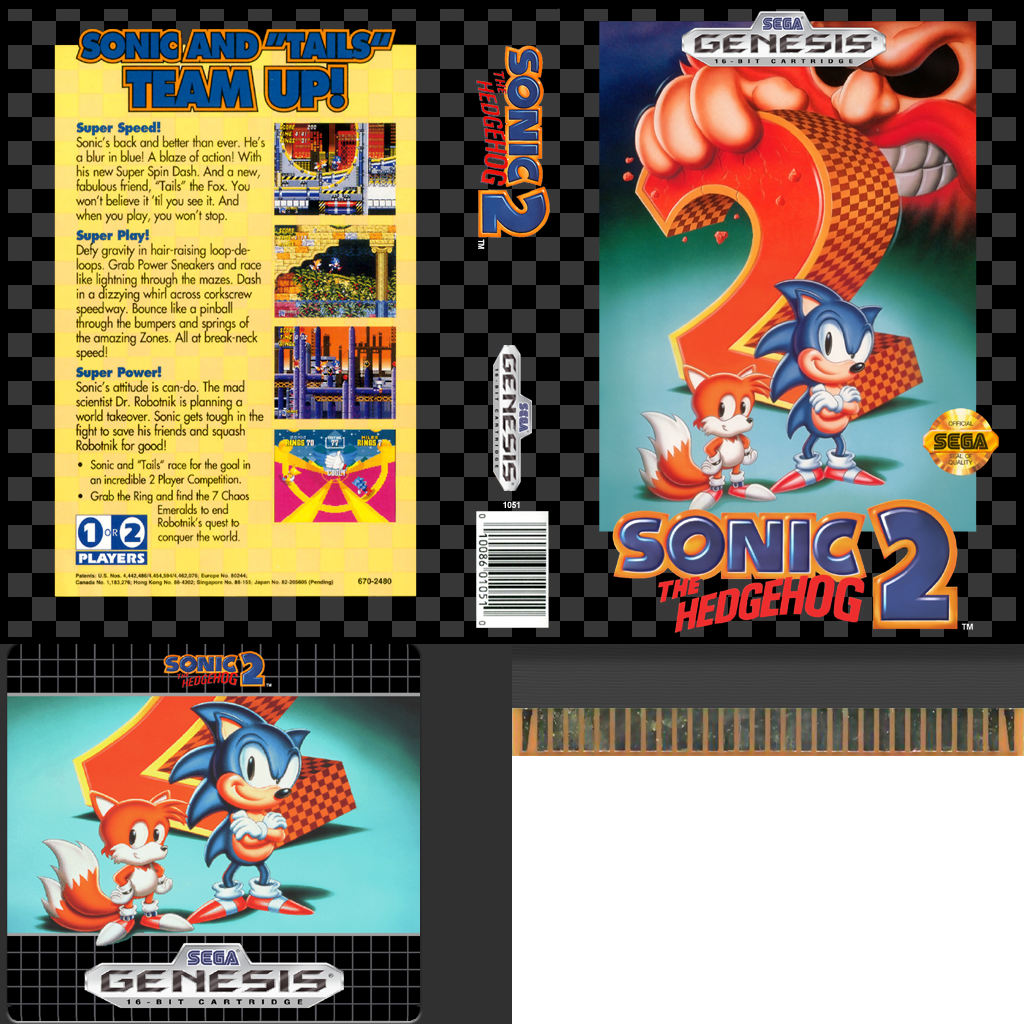 SONIC AND "TAILS"
TEAM UP!
Super Speed!
Sonic's back and better than ever. He's
a blur in blue! A blaze of action! With
his new Super Spin Dash. And a new,
fabulous friend, "Tails" the Fox. You
won't believe it 'til you see it. And
when you play, you won't stop.
Super Play!
Defy gravity in hair-raising loop-de-
loops. Grab Power Sneakers and race
like lightning through the mazes. Dash
in a dizzying whirl across corkscrew
speedway. Bounce like a pinball
through the bumpers and springs of
the amazing Zones. All at break-neck
speed!
Super Power!
Sonic's attitude is can-do. The mad
scientist Dr. Robotnik is planning a
world takeover. Sonic gets tough in the
fight to save his friends and squash
Robotnik for good!
• Sonic and "Tails" race for the goal in
an incredible 2 Player Competition.
• Grab the Ring and find the 7 Chaos
Emeralds to end
Robotnik's quest to
conquer the world.
1 OR 2
PLAYERS
670-2480
SONIC
THE
HEDGEHOG
2
TM
SEGA
GENESIS
16-BIT CARTRIDGE
1051
0 10086 01051 0
SEGA
GENESIS
16-BIT CARTRIDGE
OFFICIAL
SEGA
SEAL OF
QUALITY
SONIC 2
THE
HEDGEHOG
TM
SONIC 2
THE HEDGEHOG
TM
SEGA
GENESIS
16-BIT CARTRIDGE